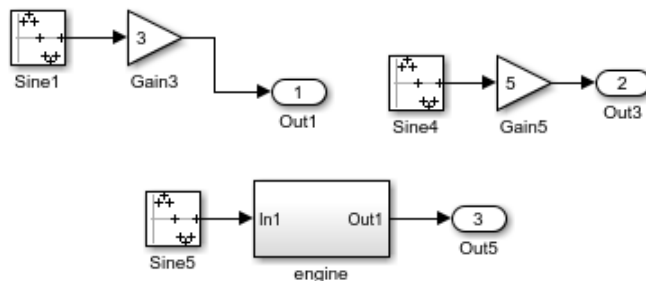 3
Sine1
Gain3
1
Out1
5
Sine4
Gain5
2
Out3
Sine5
In1
Out1
engine
3
Out5